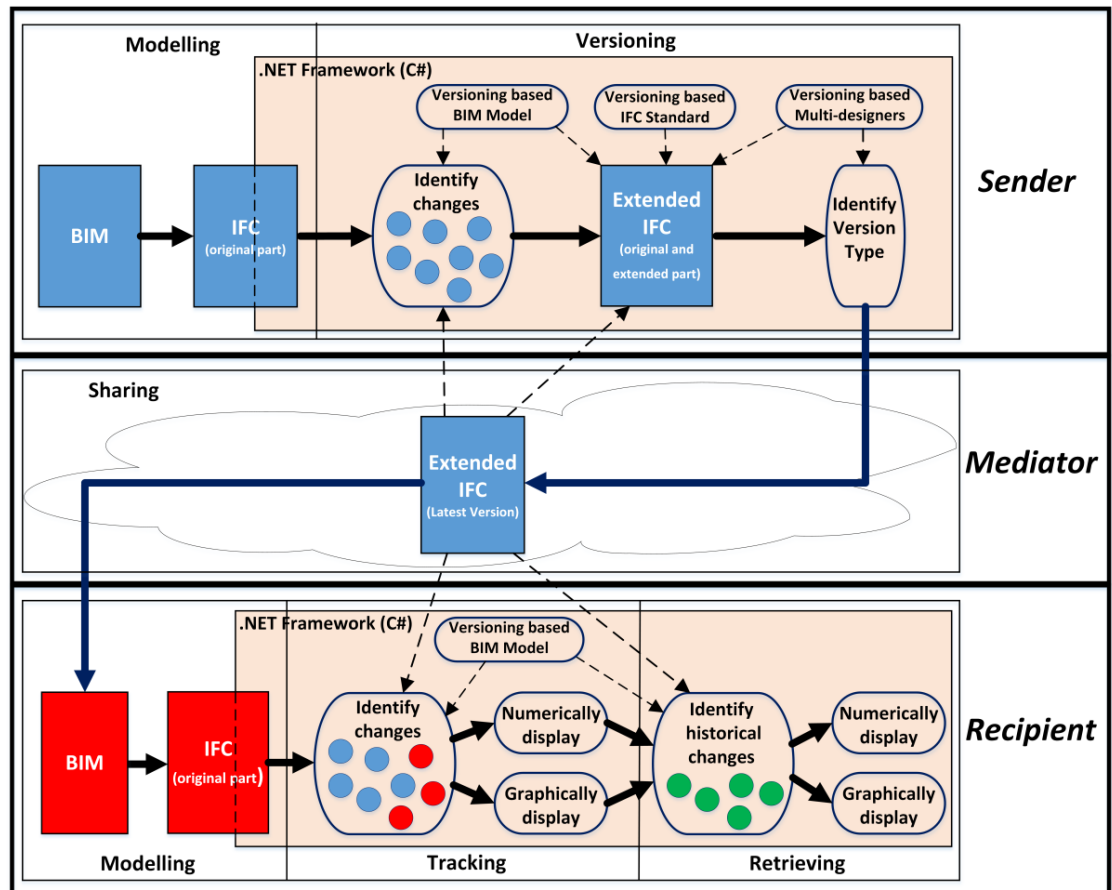 Modelling
Versioning
.NET Framework (C#)
Versioning based
BIM Model
Versioning based
IFC Standard
Versioning based
Multi-designers
BIM
IFC
(original part)
Identify
changes
Extended
IFC
(original and
extended part)
Identify
Version
Type
Sender
Sharing
Extended
IFC
(Latest Version)
Mediator
.NET Framework (C#)
Versioning based
BIM Model
BIM
IFC
(original part)
Identify
changes
Numerically
display
Graphically
display
Identify
historical
changes
Numerically
display
Graphically
display
Recipient
Modelling
Tracking
Retrieving